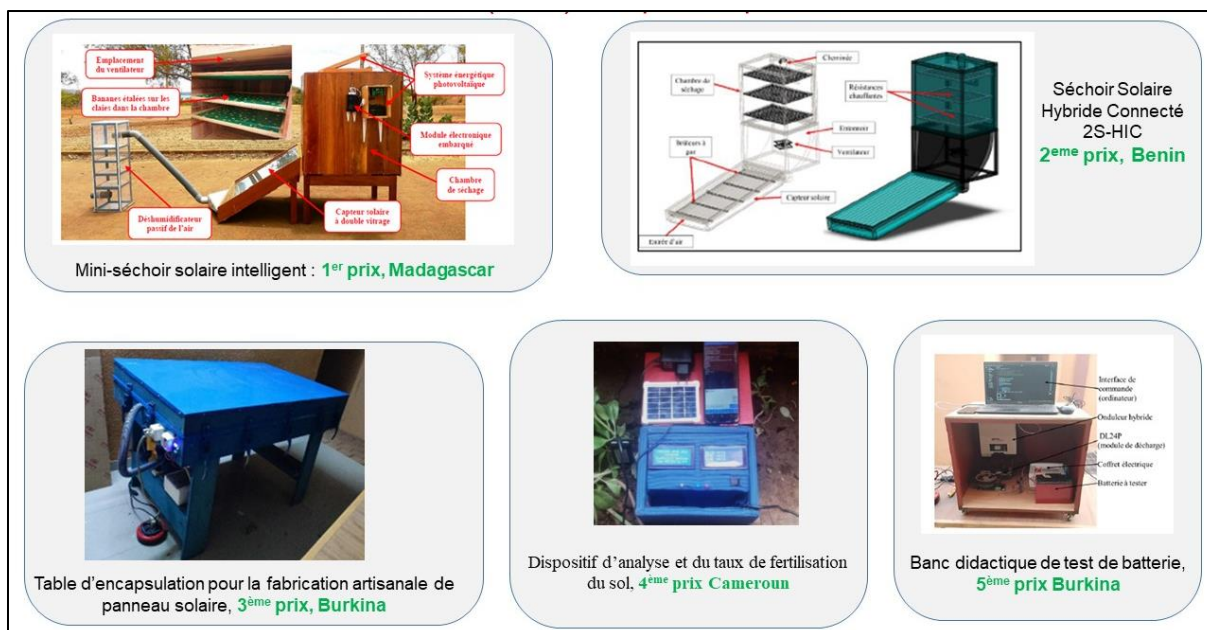 Emplacement
du ventilateur
Bananes étalées sur les
claies dans la chambre
Système énergétique
photovoltaïque
Module électronique
embarqué
Chambre
de séchage
Déshumidificateur
passif de l'air
Capteur solaire
à double vitrage
Mini-séchoir solaire intelligent : 1er prix, Madagascar
Cheminée
Chambre de
séchage
Résistances
chauffantes
Entonnoir
Brûleurs à
gaz
Ventilateur
Capteur solaire
Entrée d'air
Séchoir Solaire
Hybride Connecté
2S-HIC
2eme prix, Benin
Table d'encapsulation pour la fabrication artisanale de
panneau solaire, 3ème prix, Burkina
Dispositif d'analyse et du taux de fertilisation
du sol, 4ème prix Cameroun
Interface de
commande
(ordinateur)
Onduleur hybride
DL24P
(module de décharge)
Coffret électrique
Batterie à tester
Banc didactique de test de batterie,
5ème prix Burkina